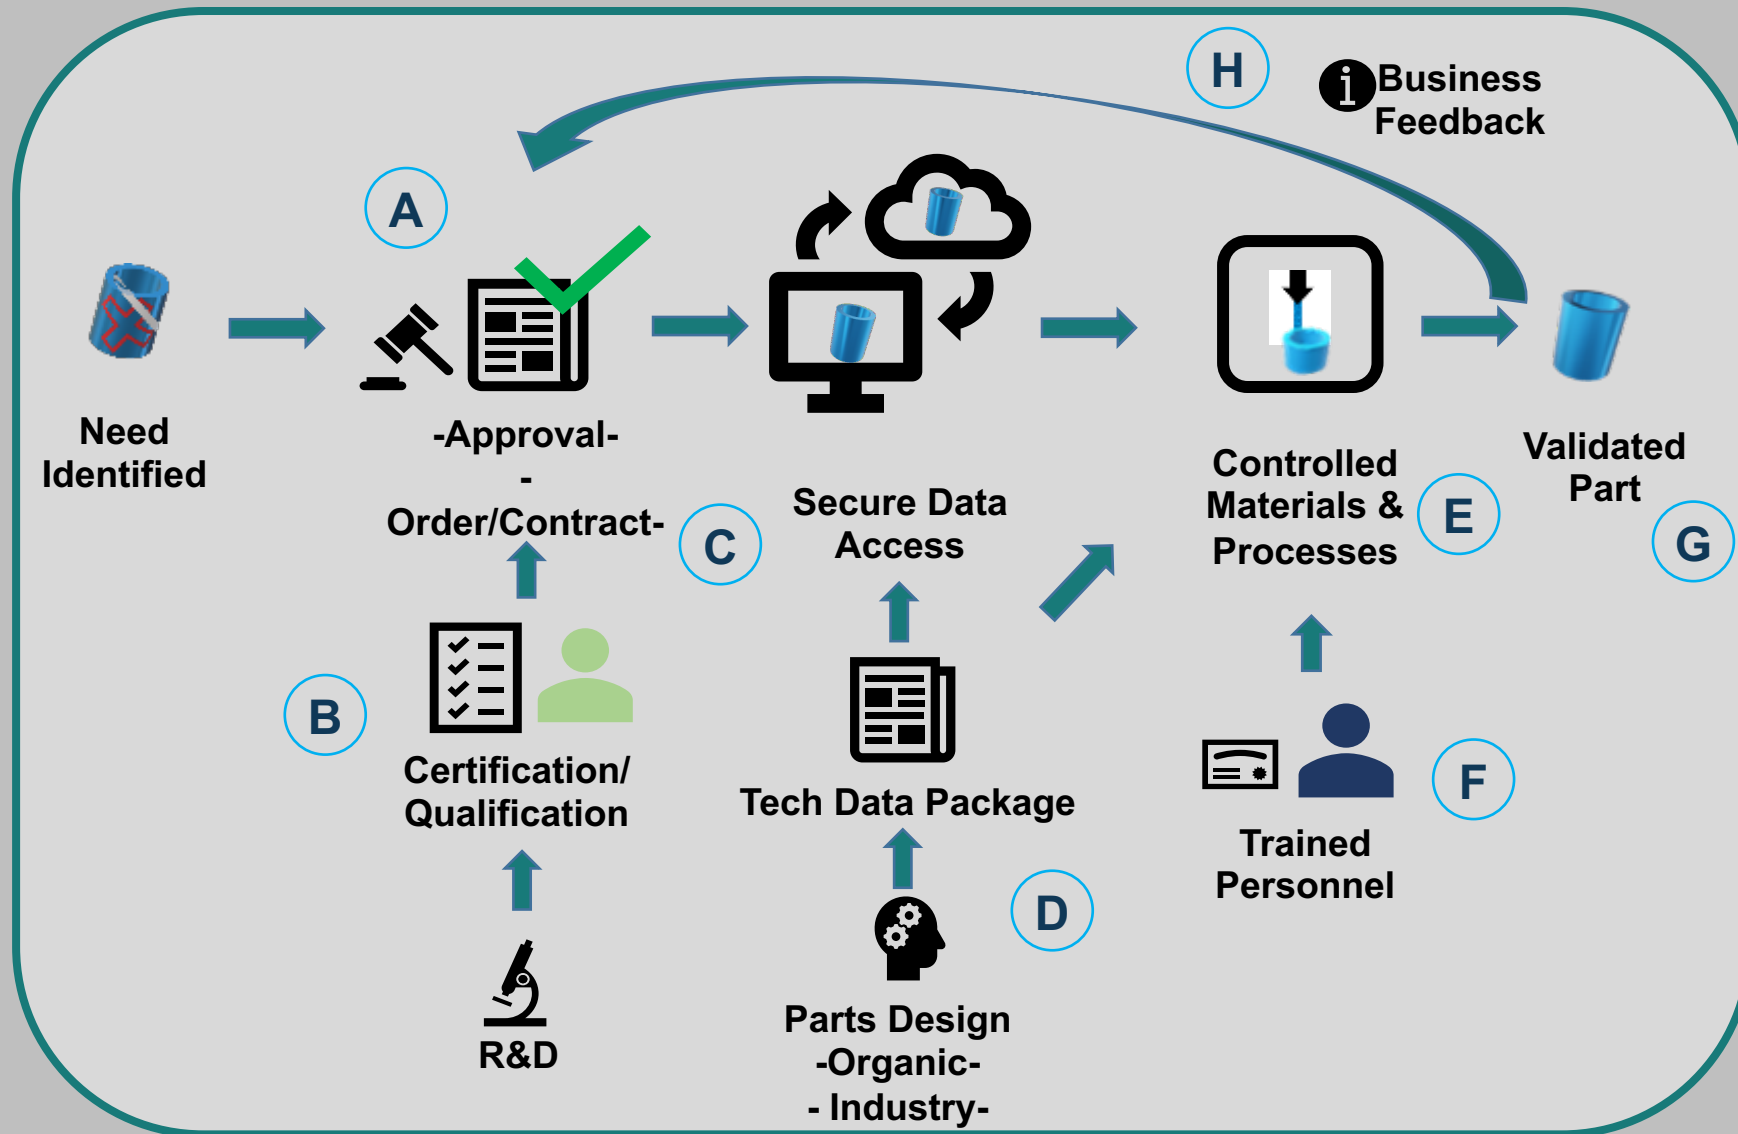 H
i
Business
Feedback
A
Need
Identified
-Approval-
-
Order/Contract-
C
Secure Data
Access
Controlled
Materials &
Processes
E
Validated
Part
G
B
Certification/
Qualification
Tech Data Package
F
Trained
Personnel
D
R&D
Parts Design
-Organic-
- Industry-